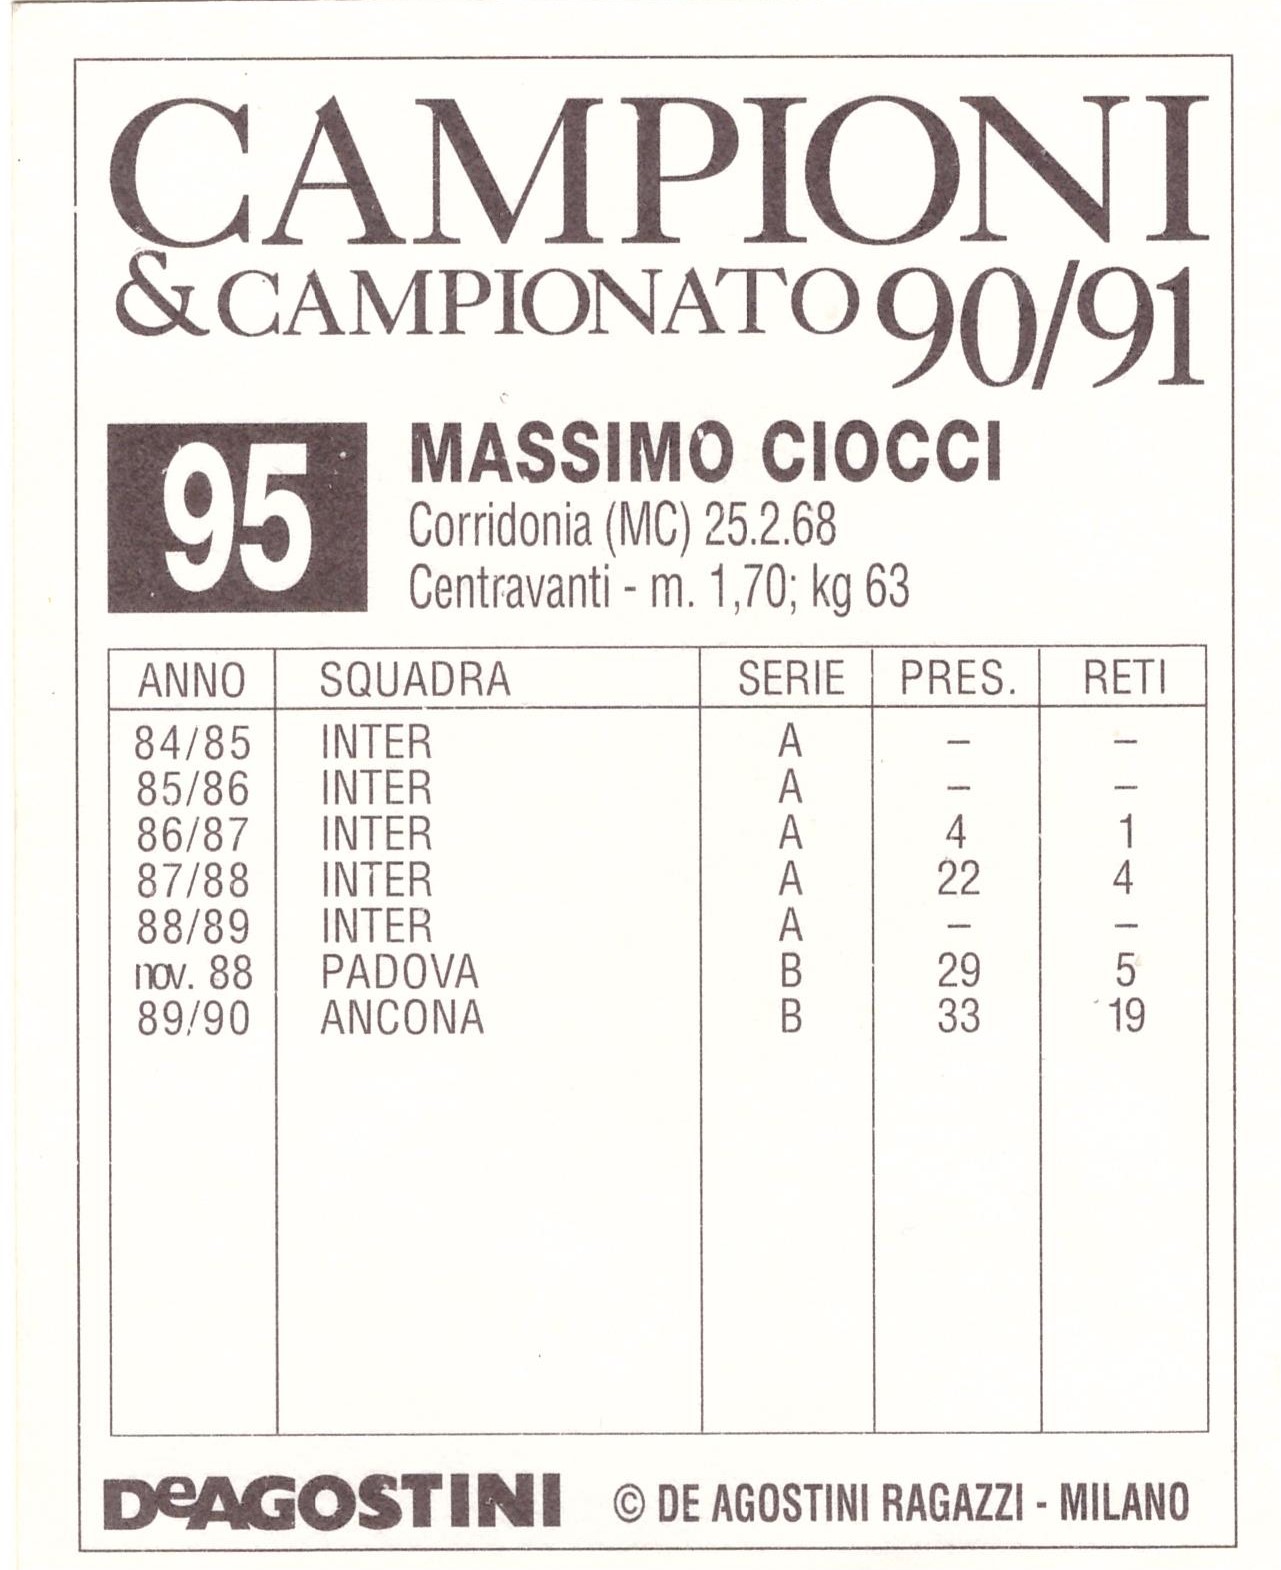 CAMPIONI
& CAMPIONATO 90/91
95
MASSIMO CIOCCI
Corridonia (MC) 25.2.68
Centravanti - m. 1,70; kg 63
ANNO SQUADRA SERIE PRES. RETI
84/85 INTER A – –
85/86 INTER A – –
86/87 INTER A 4 1
87/88 INTER A 22 4
88/89 INTER A – –
nov. 88 PADOVA B 29 5
89/90 ANCONA B 33 19
DeAGOSTINI © DE AGOSTINI RAGAZZI - MILANO